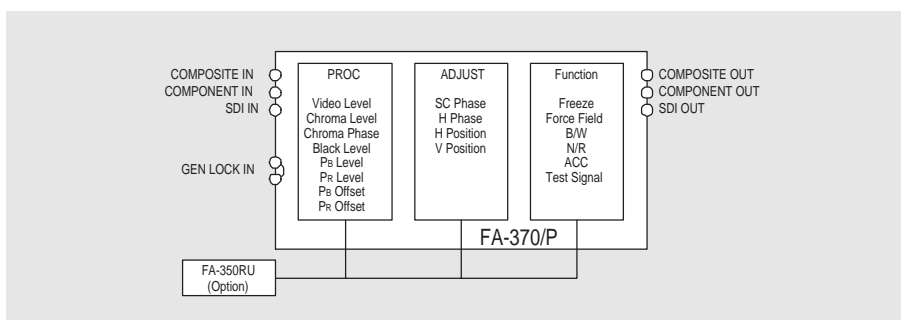 COMPOSITE IN
COMPONENT IN
SDI IN
GEN LOCK IN
PROC
Video Level
Chroma Level
Chroma Phase
Black Level
PB Level
PR Level
PB Offset
PR Offset
ADJUST
SC Phase
H Phase
H Position
V Position
Function
Freeze
Force Field
B/W
N/R
ACC
Test Signal
COMPOSITE OUT
COMPONENT OUT
SDI OUT
FA-370/P
FA-350RU
(Option)